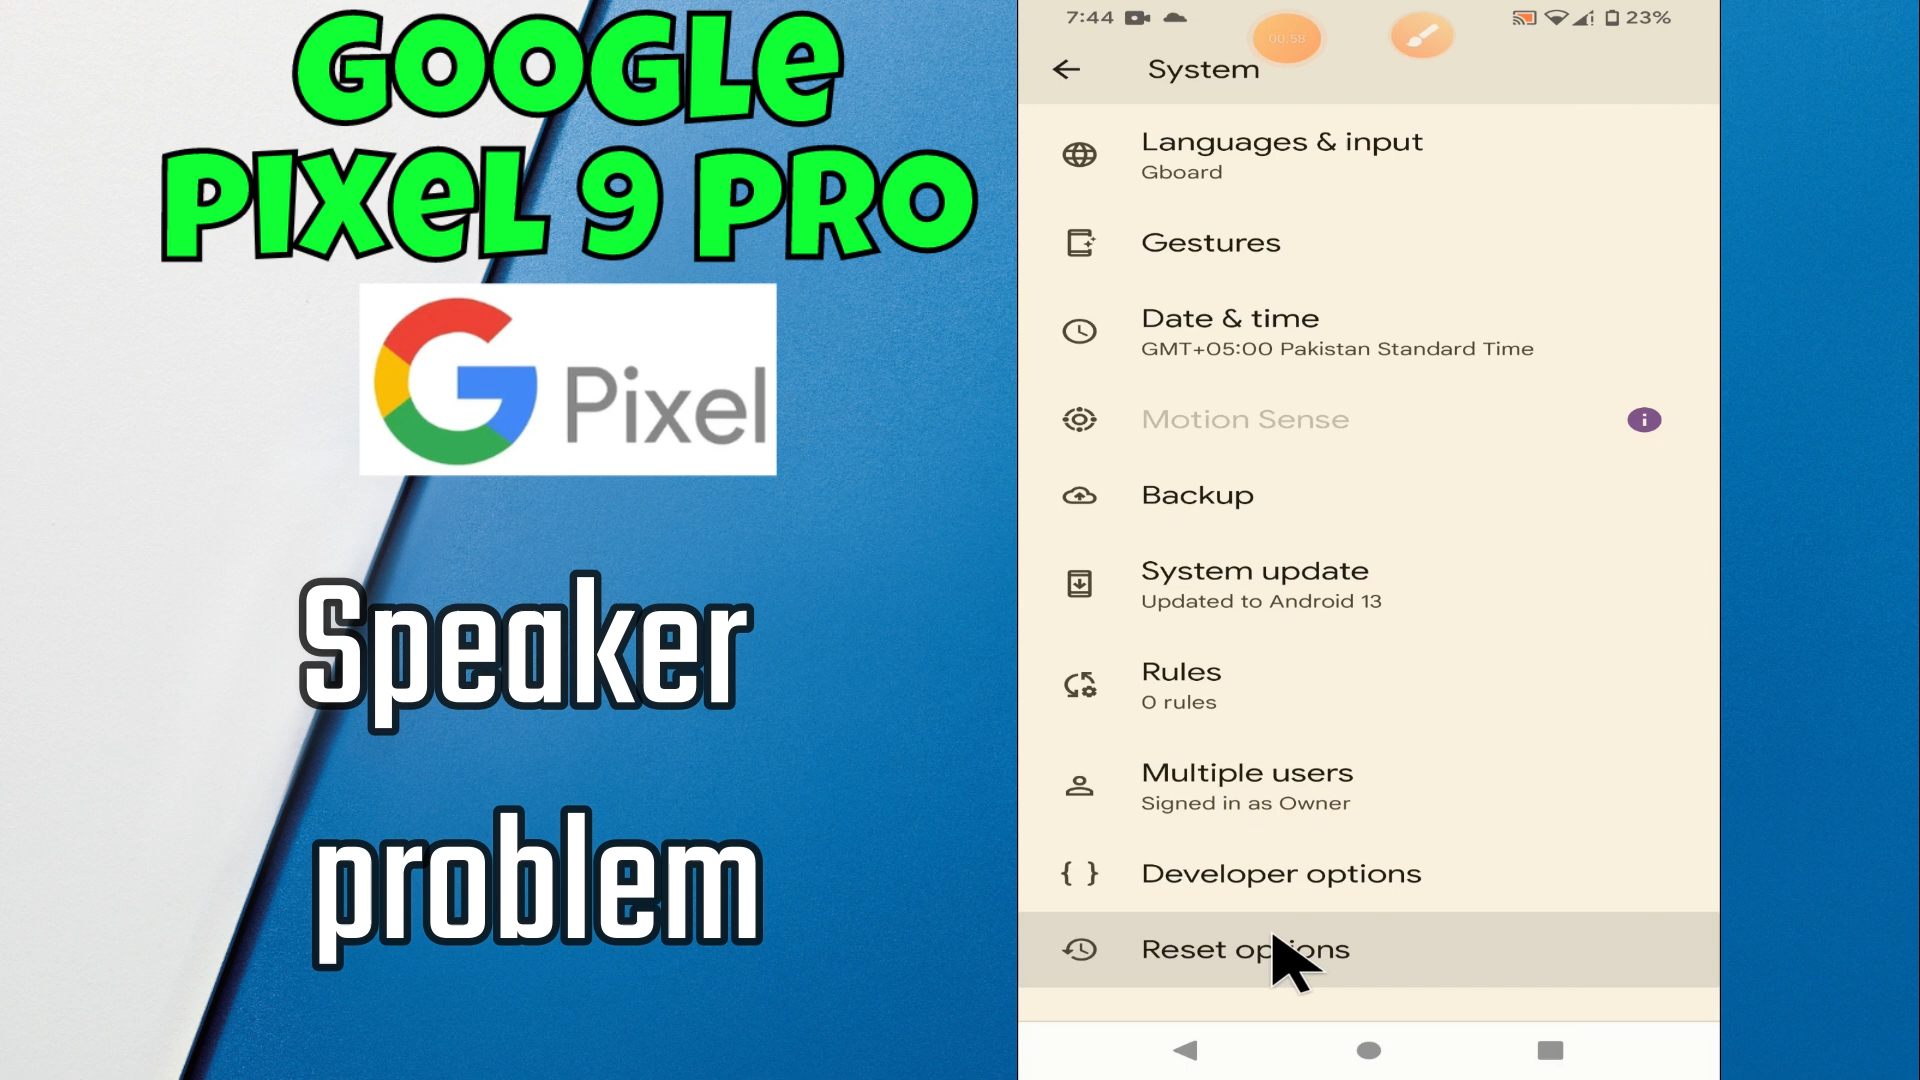 GOOGLe
PIXeL 9 PRO
G Pixel
Speaker
problem
7:44
23%
00:58
System
Languages & input
Gboard
Gestures
Date & time
GMT+05:00 Pakistan Standard Time
Motion Sense
i
Backup
System update
Updated to Android 13
Rules
0 rules
Multiple users
Signed in as Owner
{ } Developer options
Reset options